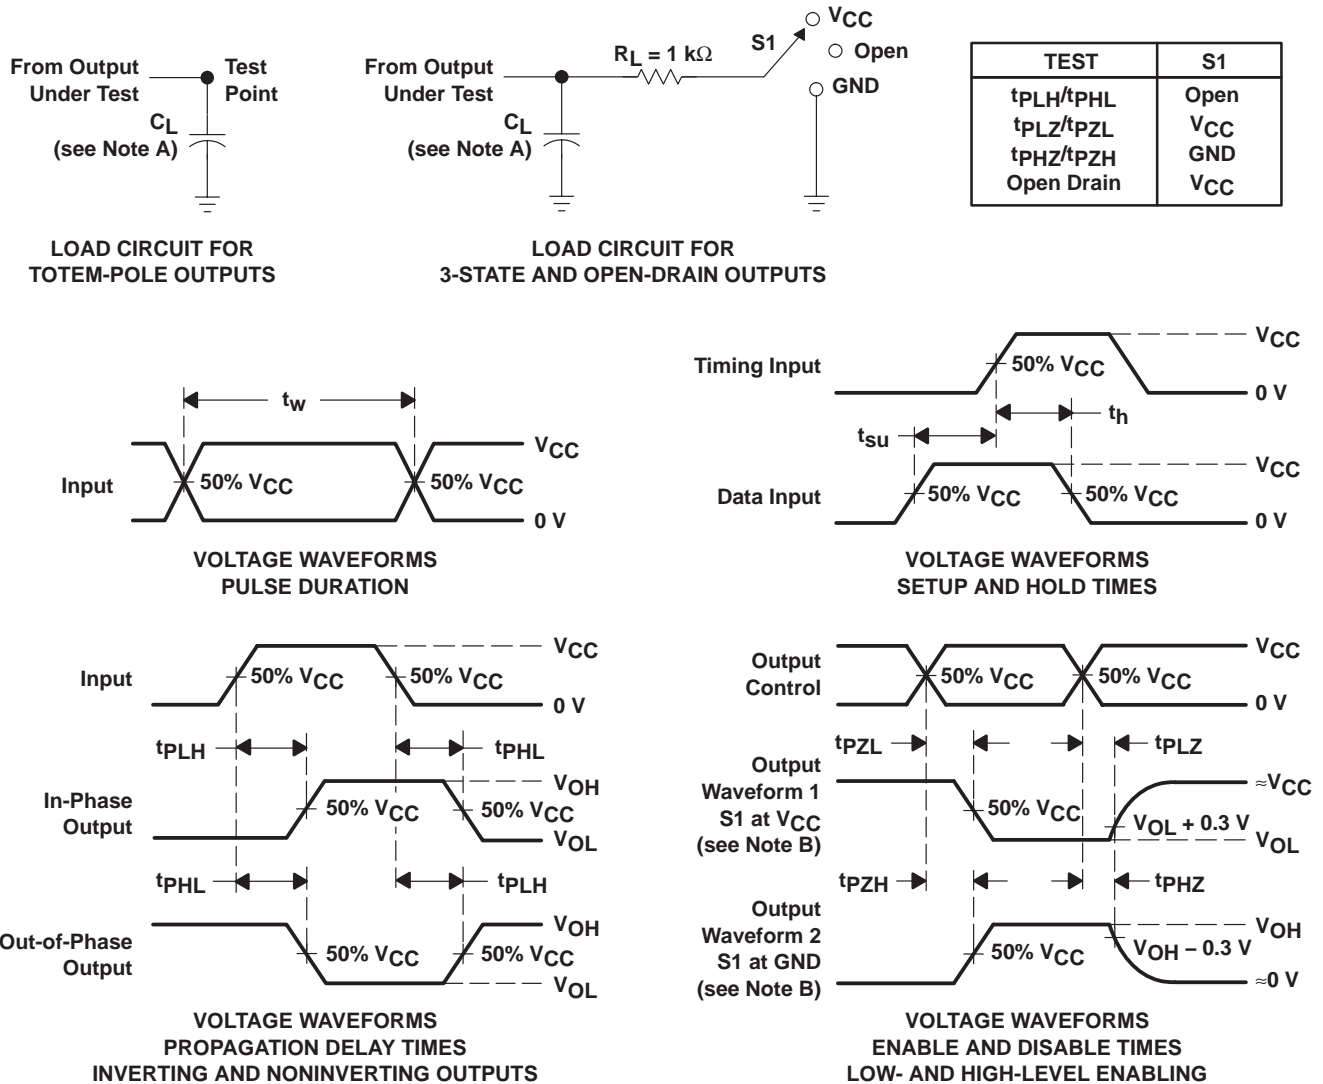 From Output
Under Test
Test
Point
CL
(see Note A)
LOAD CIRCUIT FOR
TOTEM-POLE OUTPUTS
From Output
Under Test
RL = 1 kΩ
S1
VCC
Open
GND
CL
(see Note A)
LOAD CIRCUIT FOR
3-STATE AND OPEN-DRAIN OUTPUTS
TEST S1
tPLH/tPHL Open
tPLZ/tPZL VCC
tPHZ/tPZH GND
Open Drain VCC
tw
Input
50% VCC
50% VCC
VCC
0 V
VOLTAGE WAVEFORMS
PULSE DURATION
Timing Input
50% VCC
VCC
0 V
th
tsu
Data Input
50% VCC
50% VCC
VCC
0 V
VOLTAGE WAVEFORMS
SETUP AND HOLD TIMES
Input
50% VCC
50% VCC
VCC
0 V
tPLH
tPHL
In-Phase
Output
50% VCC
50% VCC
VOH
VOL
tPHL
tPLH
Out-of-Phase
Output
50% VCC
50% VCC
VOH
VOL
VOLTAGE WAVEFORMS
PROPAGATION DELAY TIMES
INVERTING AND NONINVERTING OUTPUTS
Output
Control
50% VCC
50% VCC
VCC
0 V
tPZL
tPLZ
Output
Waveform 1
S1 at VCC
(see Note B)
50% VCC
VOL + 0.3 V
≈VCC
VOL
tPZH
tPHZ
Output
Waveform 2
S1 at GND
(see Note B)
50% VCC
VOH − 0.3 V
VOH
≈0 V
VOLTAGE WAVEFORMS
ENABLE AND DISABLE TIMES
LOW- AND HIGH-LEVEL ENABLING